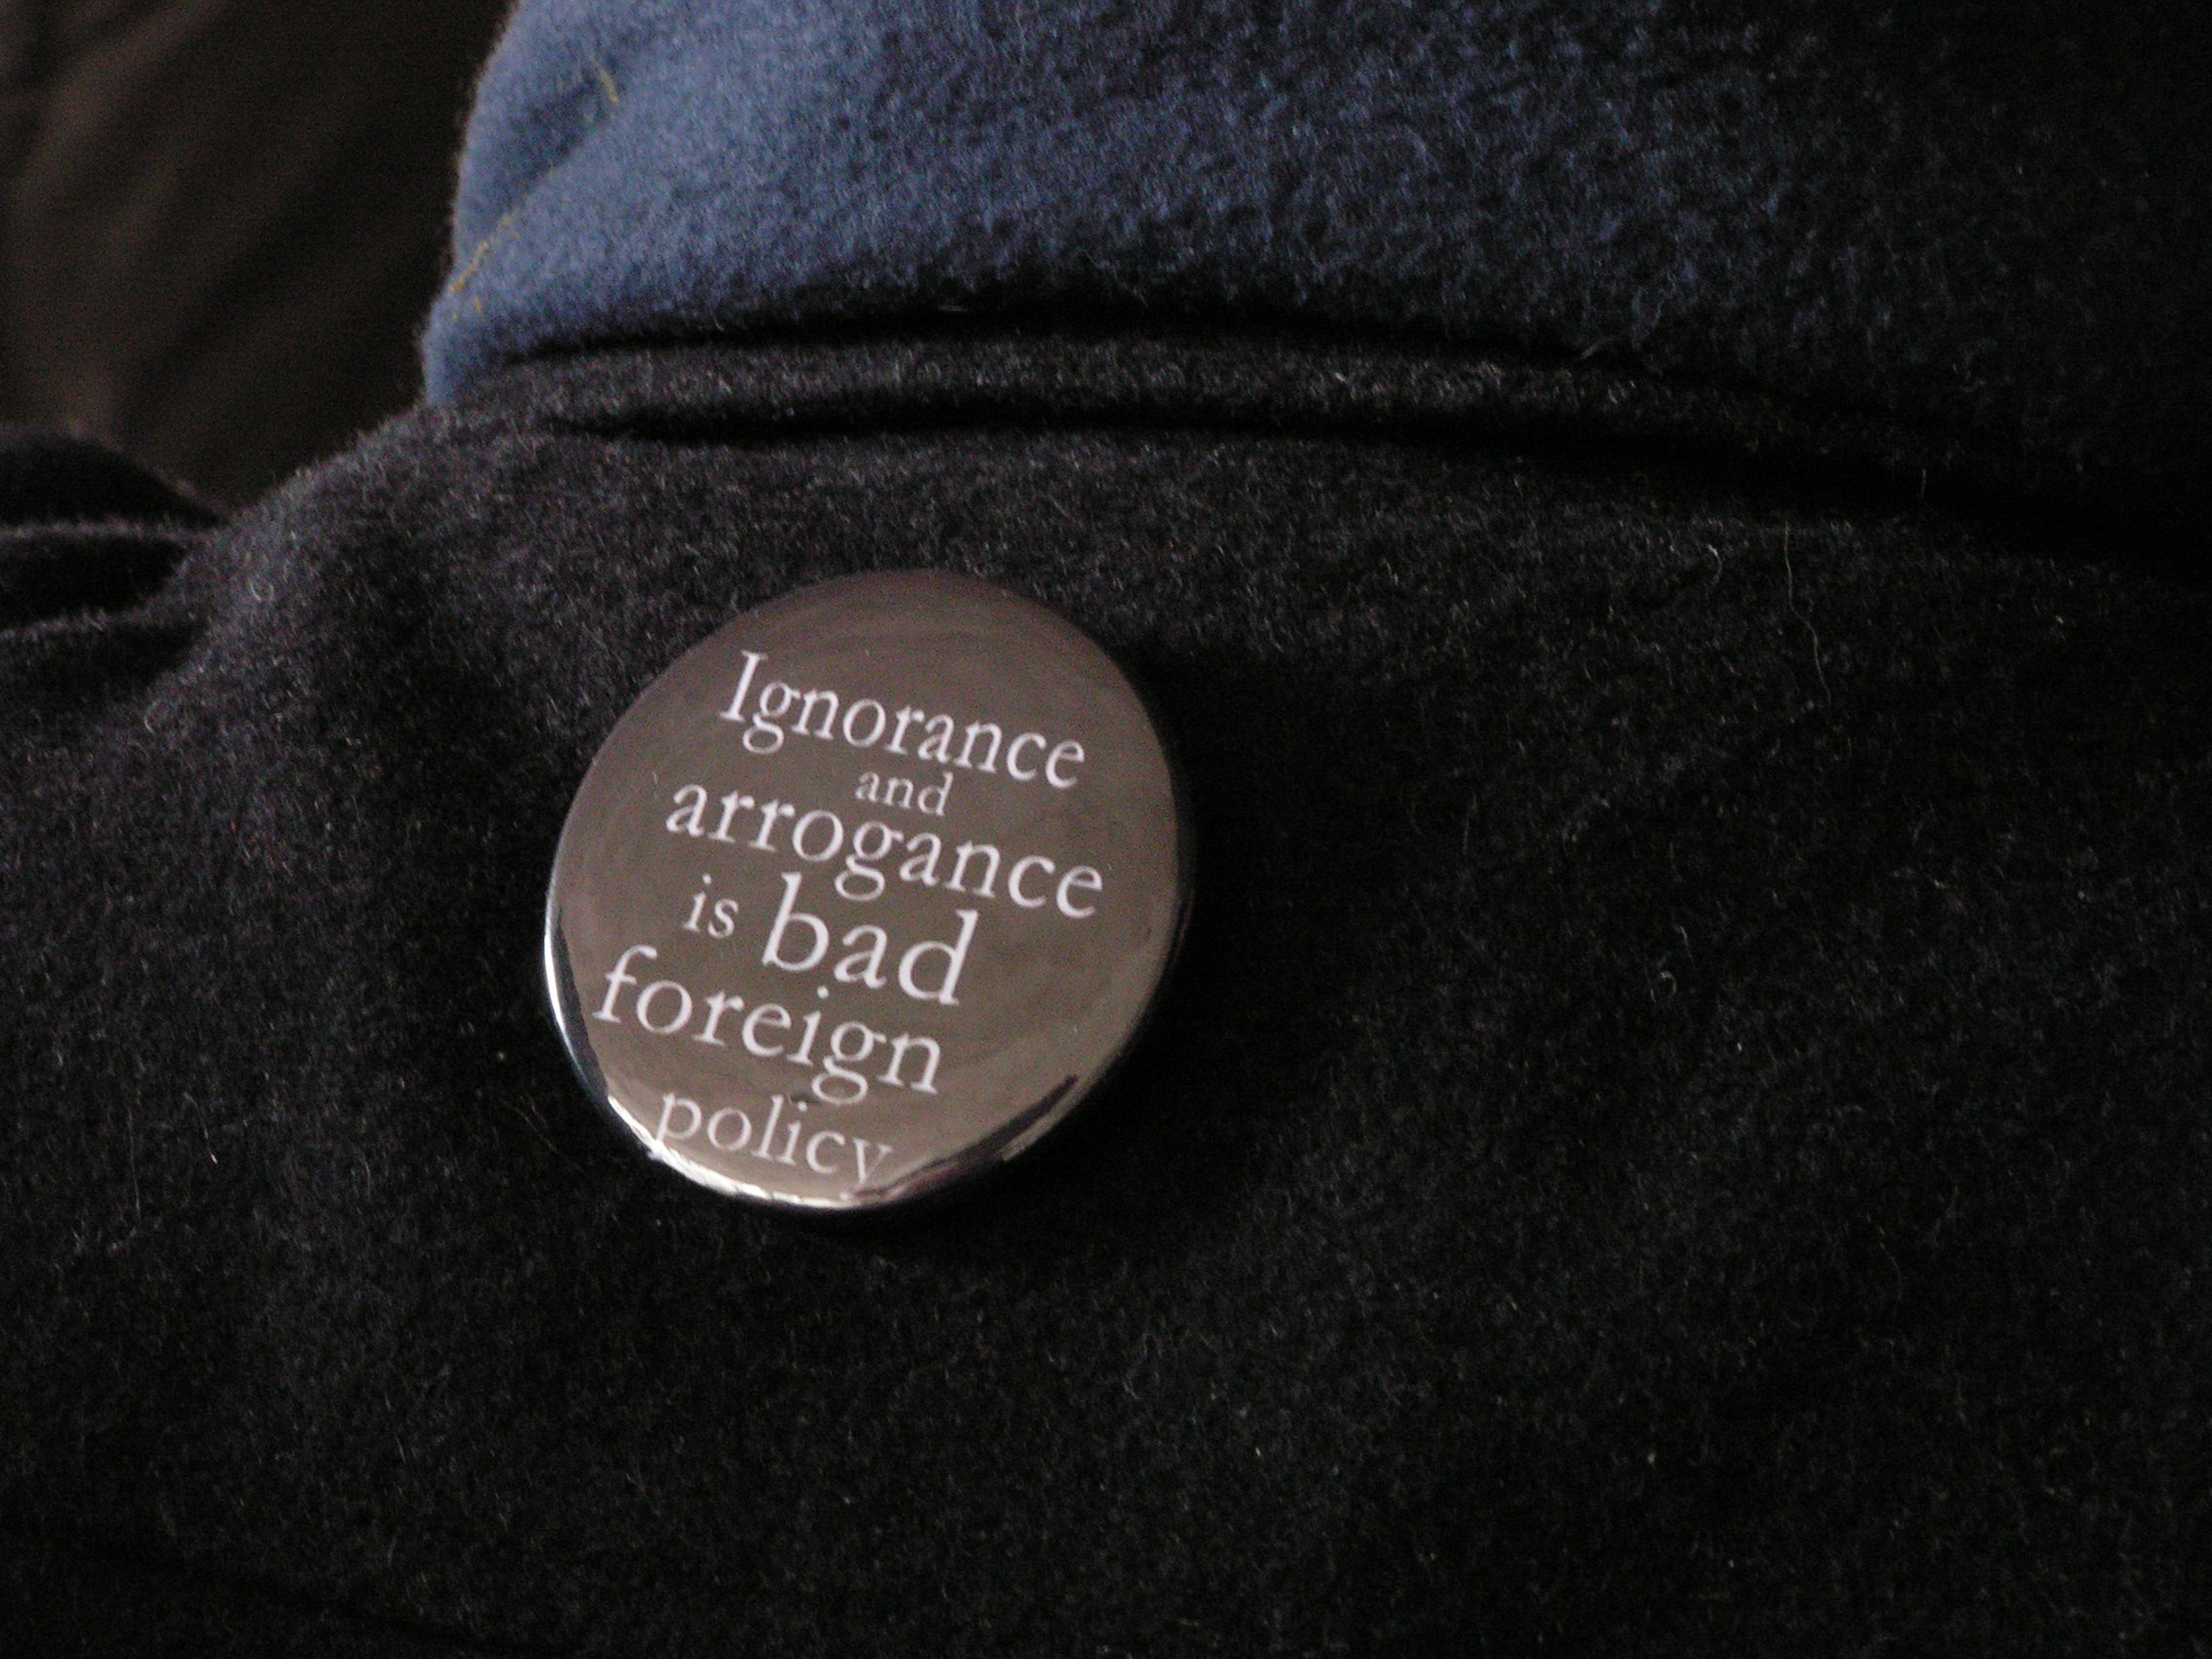 Ignorance
and
arrogance
is bad
foreign
policy